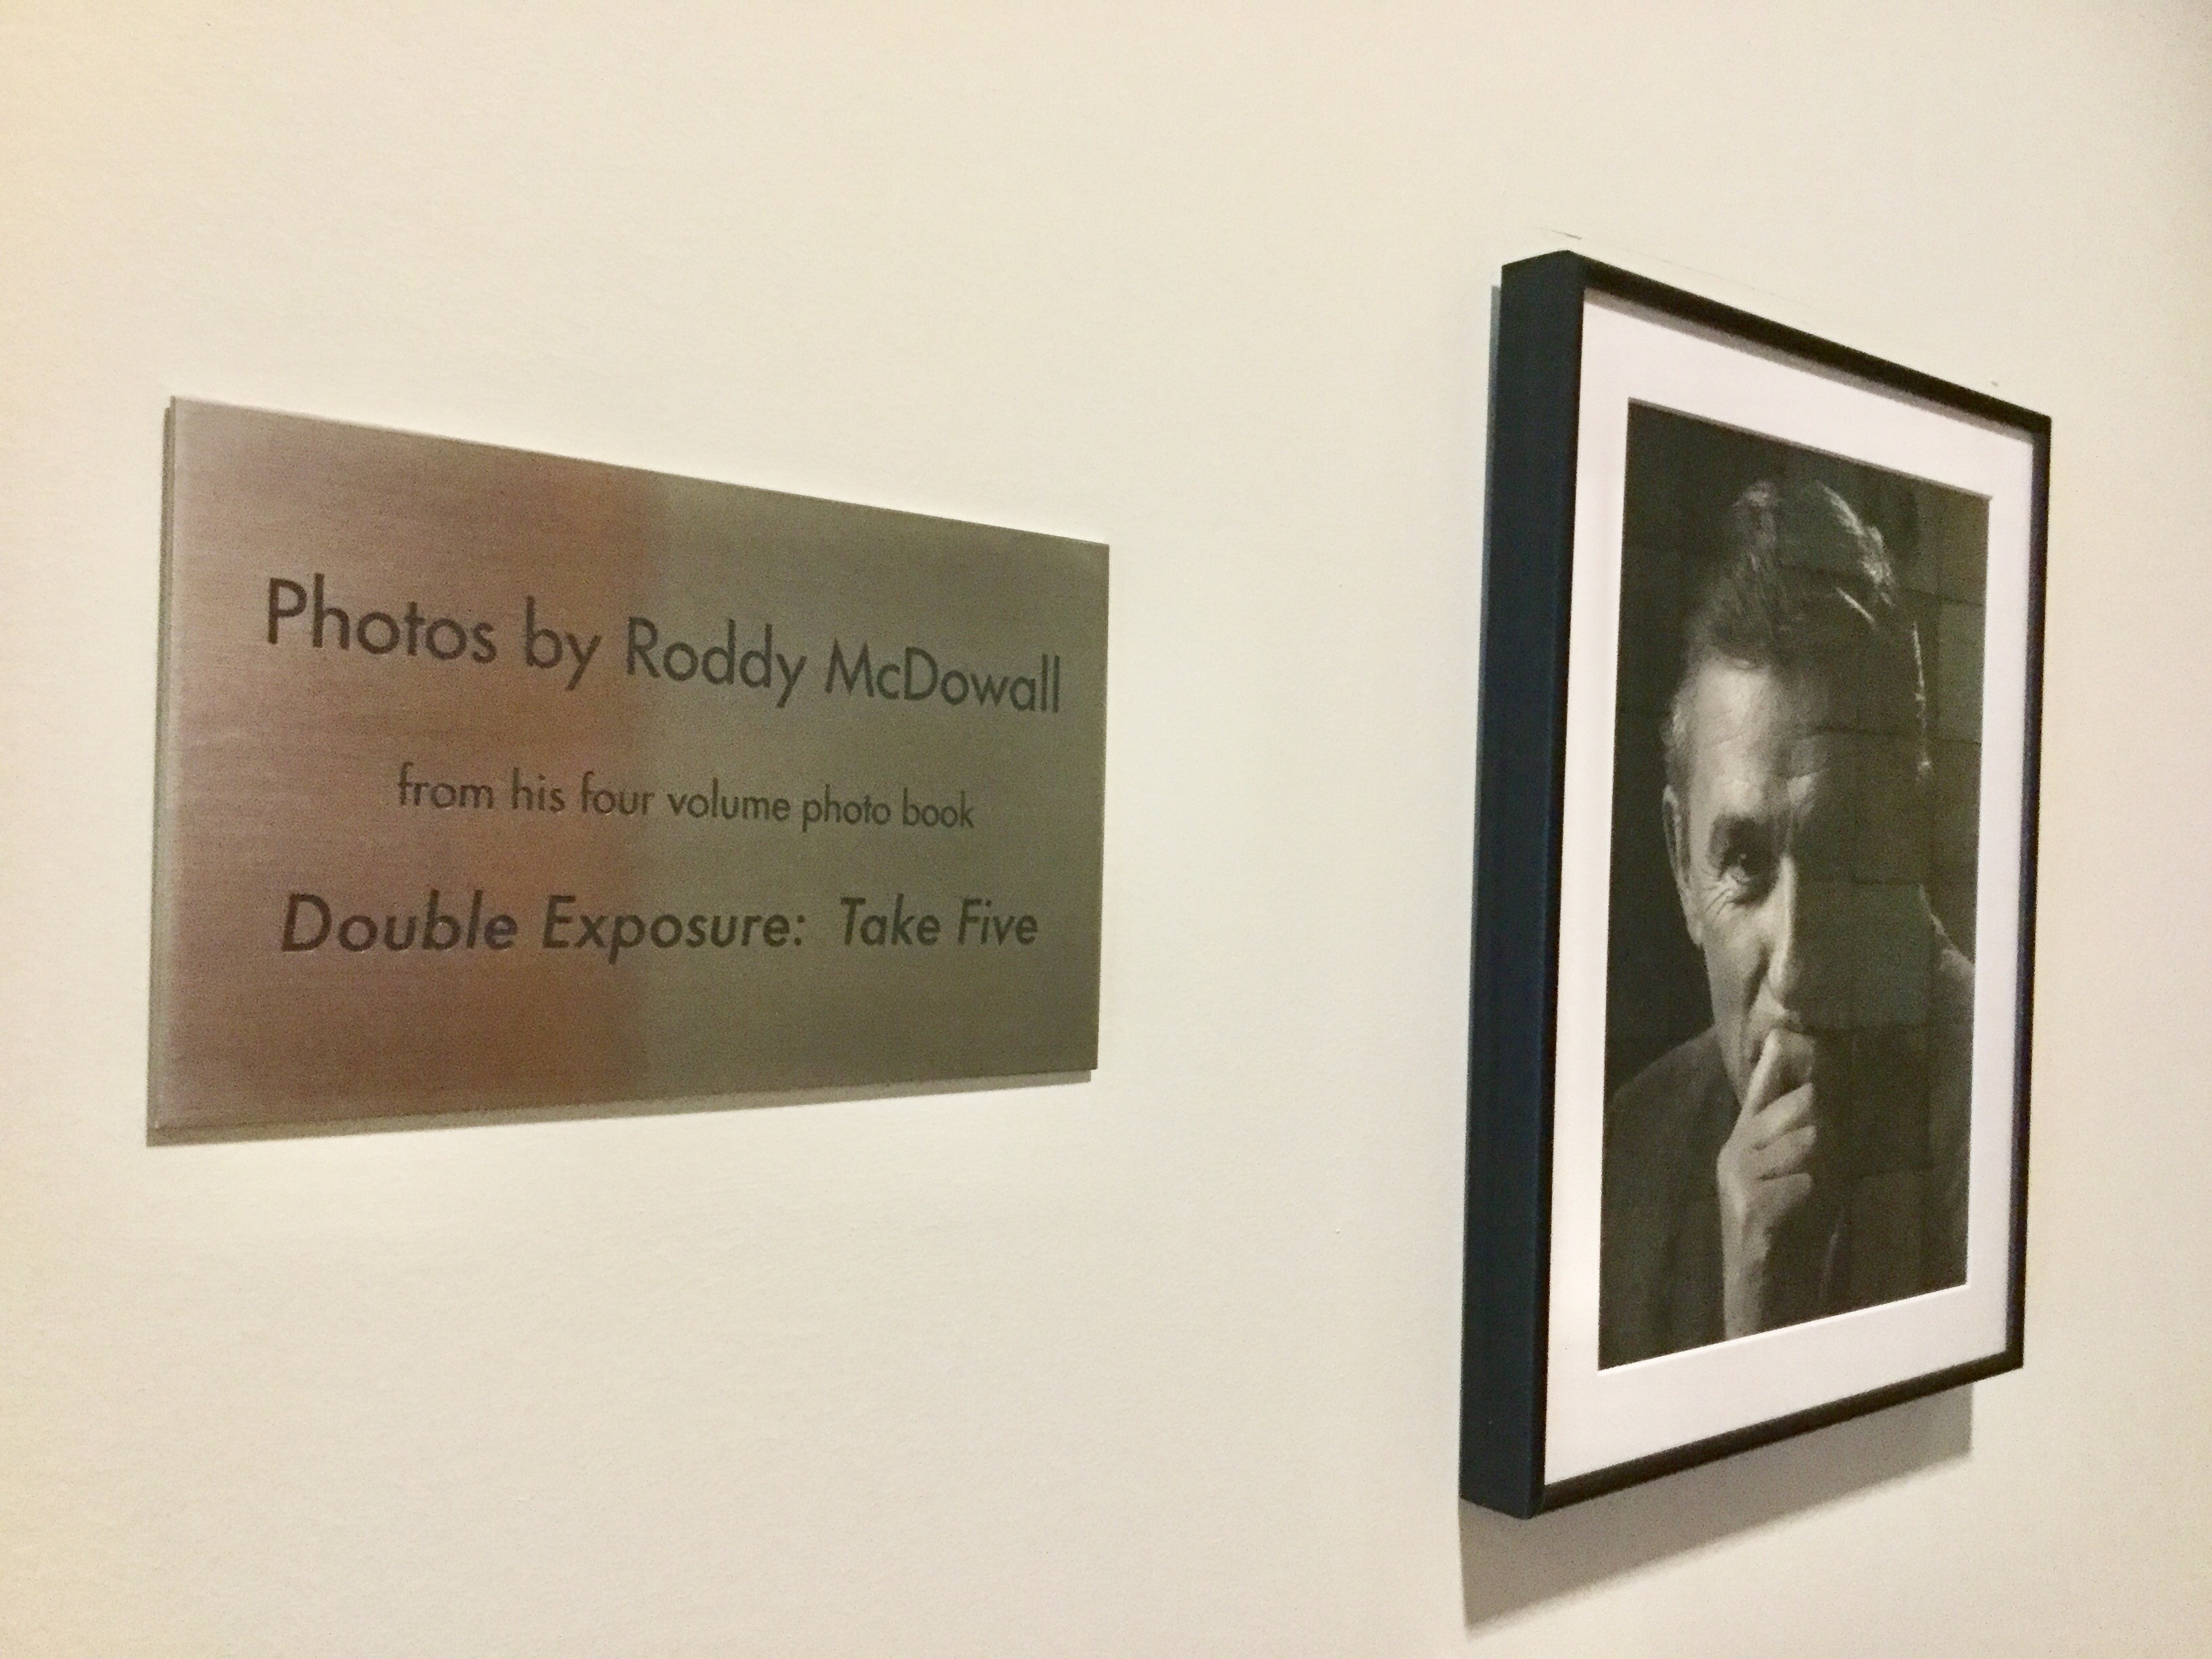 Photos by Roddy McDowall
from his four volume photo book
Double Exposure: Take Five